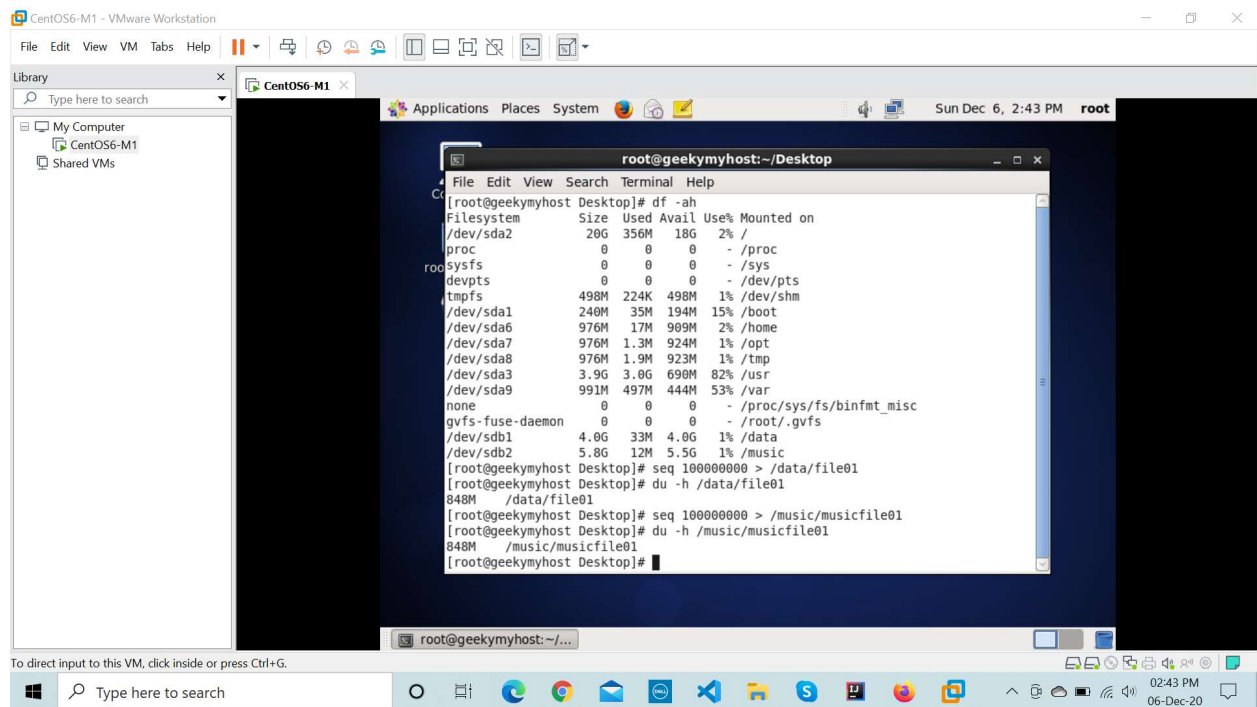 CentOS6-M1 - VMware Workstation
File Edit View VM Tabs Help
Library
Type here to search
My Computer
CentOS6-M1
Shared VMs
CentOS6-M1
Applications Places System Sun Dec 6, 2:43 PM root
root@geekymyhost:~/Desktop
File Edit View Search Terminal Help
[root@geekymyhost Desktop]# df -ah
Filesystem Size Used Avail Use% Mounted on
/dev/sda2 20G 356M 18G 2% /
proc 0 0 0 - /proc
sysfs 0 0 0 - /sys
devpts 0 0 0 - /dev/pts
tmpfs 498M 224K 498M 1% /dev/shm
/dev/sda1 240M 35M 194M 15% /boot
/dev/sda6 976M 17M 909M 2% /home
/dev/sda7 976M 1.3M 924M 1% /opt
/dev/sda8 976M 1.9M 923M 1% /tmp
/dev/sda3 3.9G 3.0G 690M 82% /usr
/dev/sda9 991M 497M 444M 53% /var
none 0 0 0 - /proc/sys/fs/binfmt_misc
gvfs-fuse-daemon 0 0 0 - /root/.gvfs
/dev/sdb1 4.0G 33M 4.0G 1% /data
/dev/sdb2 5.8G 12M 5.5G 1% /music
[root@geekymyhost Desktop]# seq 100000000 > /data/file01
[root@geekymyhost Desktop]# du -h /data/file01
848M /data/file01
[root@geekymyhost Desktop]# seq 100000000 > /music/musicfile01
[root@geekymyhost Desktop]# du -h /music/musicfile01
848M /music/musicfile01
[root@geekymyhost Desktop]#
root@geekymyhost:~/...
To direct input to this VM, click inside or press Ctrl+G.
Type here to search
02:43 PM
06-Dec-20